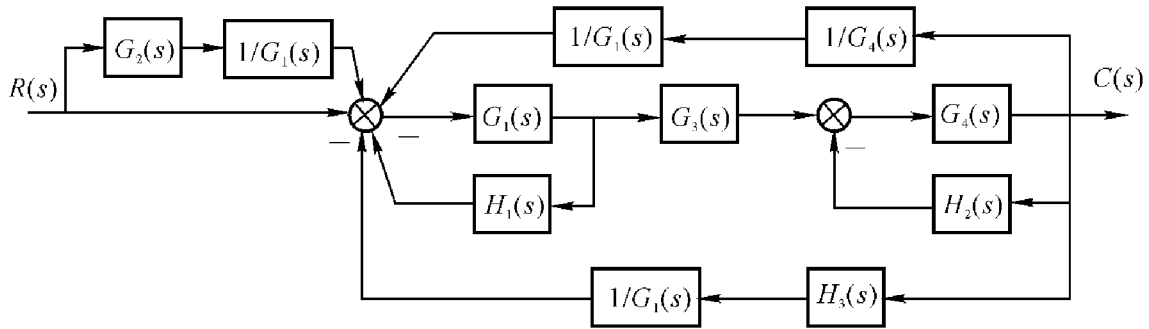 1/G₁(s)
1/G₄(s)
G₂(s)
1/G₁(s)
R(s)
C(s)
G₁(s)
G₃(s)
G₄(s)
−
−
−
H₁(s)
H₂(s)
1/G₁(s)
H₃(s)